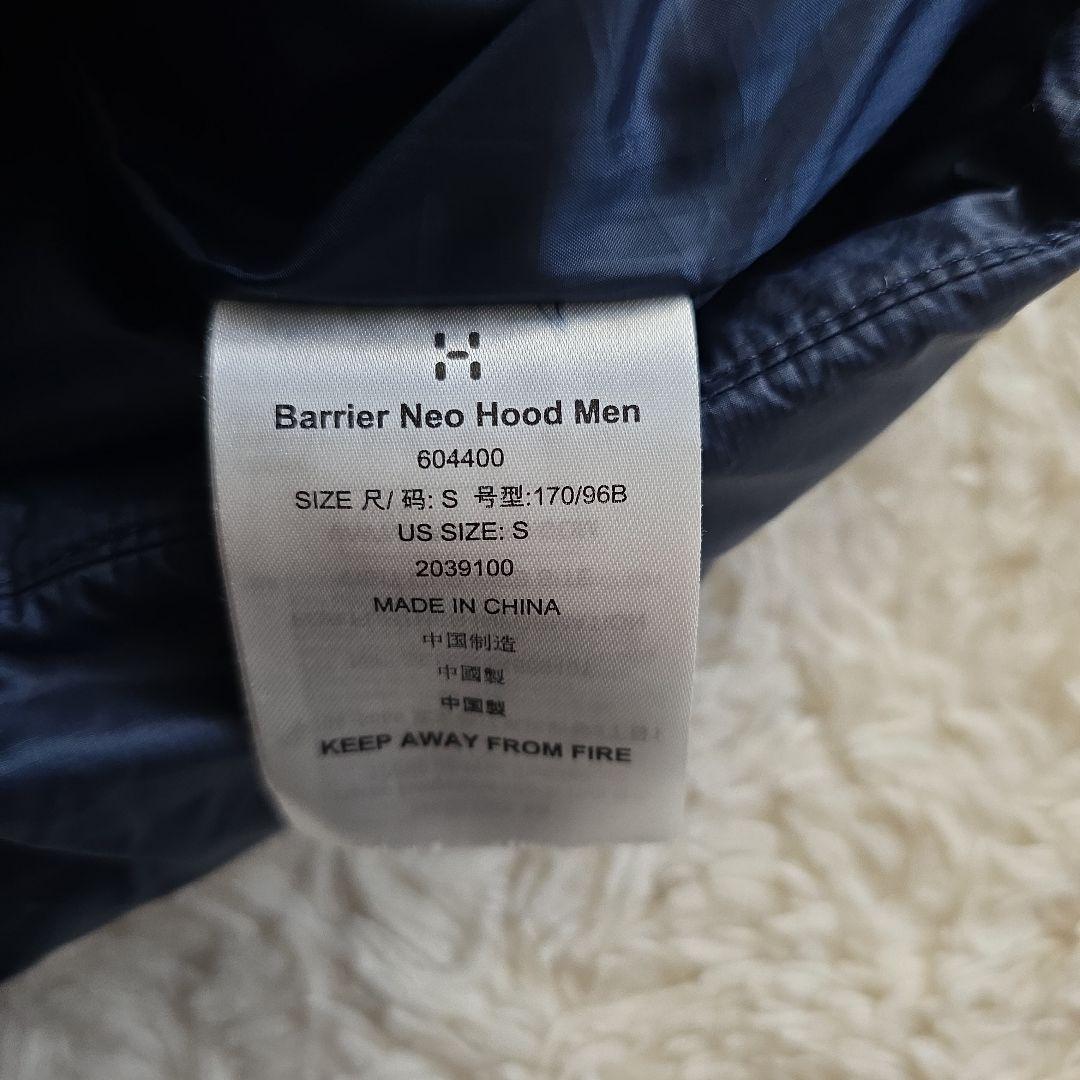 H
Barrier Neo Hood Men
604400
SIZE 尺/ 码: S 号型:170/96B
US SIZE: S
2039100
MADE IN CHINA
中国制造
中國製
中国製
KEEP AWAY FROM FIRE